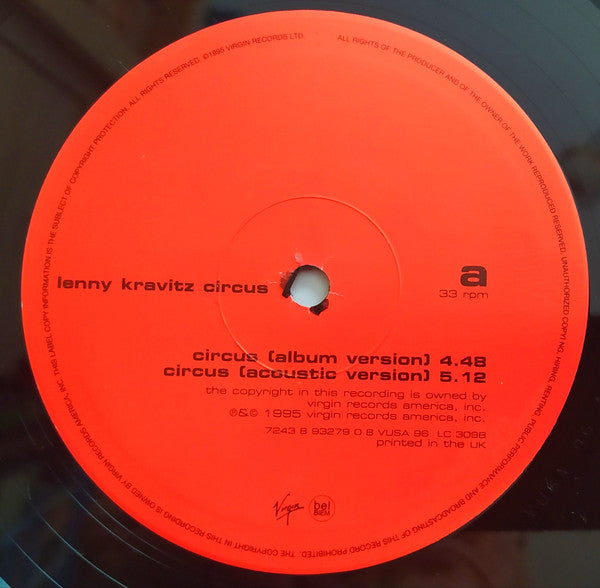 lenny kravitz circus
a
33 rpm
circus (album version) 4.48
circus (acoustic version) 5.12
the copyright in this recording is owned by
virgin records america, inc.
℗&© 1995 virgin records america, inc.
7243 8 93279 0 6 VUSA 96 LC 3098
printed in the UK
Virgin
bel
BIEM
ALL RIGHTS OF THE PRODUCER AND OF THE OWNER OF THE WORK REPRODUCED RESERVED. UNAUTHORIZED COPYING, HIRING, RENTING, PUBLIC PERFORMANCE AND BROADCASTING OF THIS RECORD PROHIBITED. THE COPYRIGHT IN THIS RECORDING IS OWNED BY VIRGIN RECORDS AMERICA, INC. THIS LABEL COPY INFORMATION IS THE SUBJECT OF COPYRIGHT PROTECTION. ALL RIGHTS RESERVED. ©1995 VIRGIN RECORDS LTD.